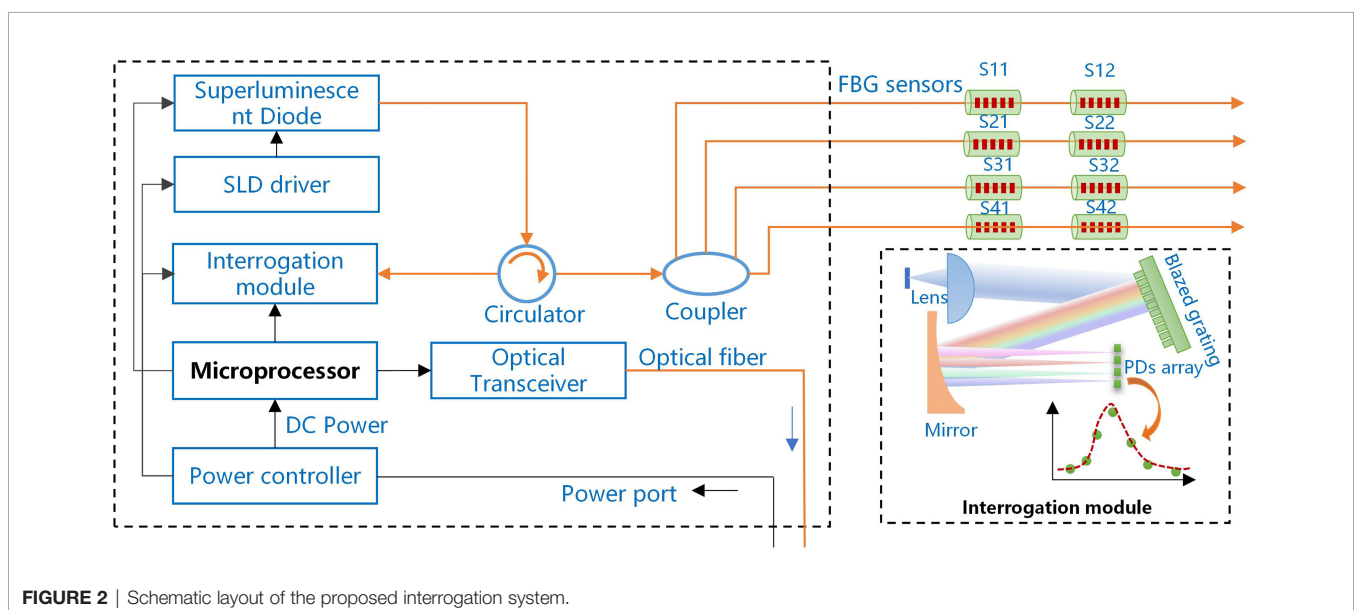 Superluminesce
nt Diode
SLD driver
Interrogation
module
Microprocessor
DC Power
Power controller
Circulator
Coupler
Optical
Transceiver
Optical fiber
Power port
FBG sensors
S11
S12
S21
S22
S31
S32
S41
S42
Lens
Blazed grating
PDs array
Mirror
Interrogation module
FIGURE 2 | Schematic layout of the proposed interrogation system.